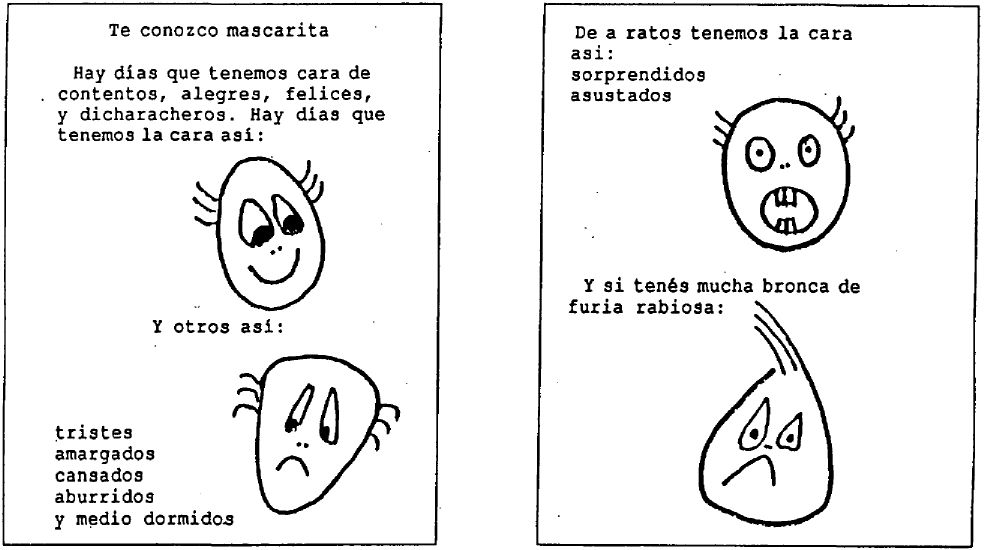 Te conozco mascarita
Hay días que tenemos cara de
contentos, alegres, felices,
y dicharacheros. Hay días que
tenemos la cara así:
Y otros así:
tristes
amargados
cansados
aburridos
y medio dormidos
De a ratos tenemos la cara
asi:
sorprendidos
asustados
Y si tenés mucha bronca de
furia rabiosa: